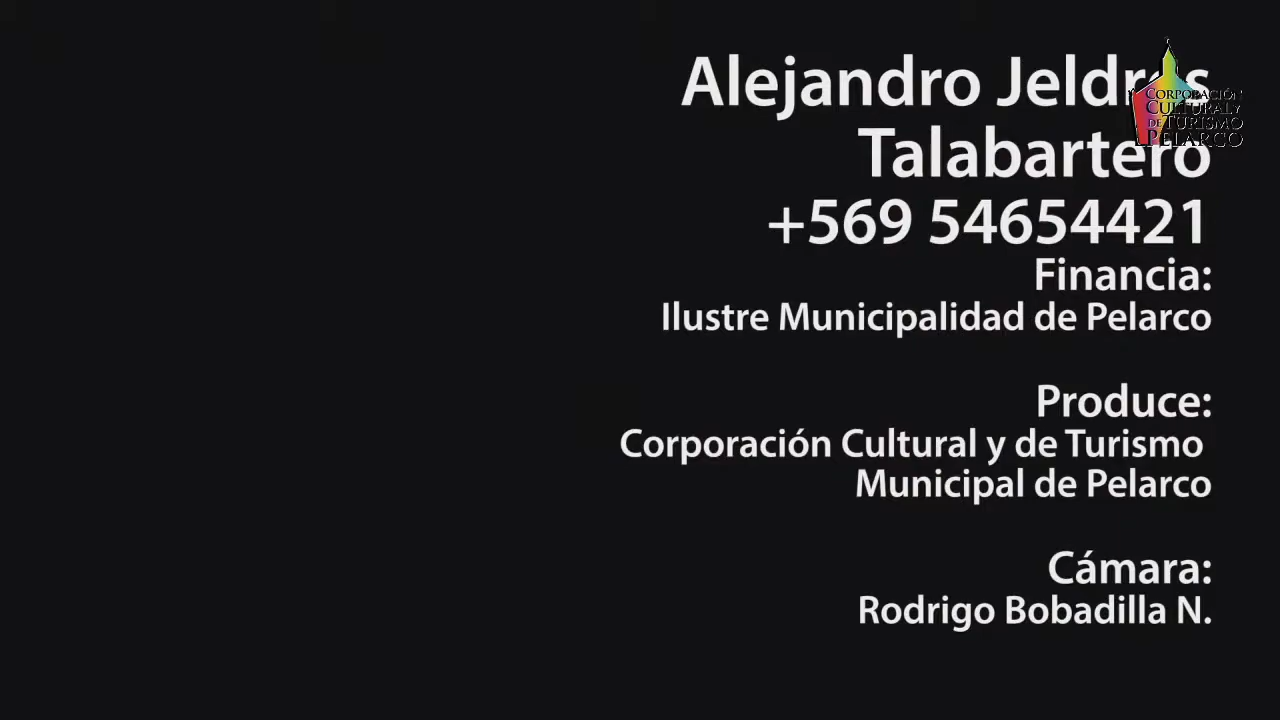 Alejandro Jeldres
Talabartero
+569 54654421
Financia:
Ilustre Municipalidad de Pelarco
Produce:
Corporación Cultural y de Turismo
Municipal de Pelarco
Cámara:
Rodrigo Bobadilla N.
Corporación
Cultural y
de Turismo
Pelarco